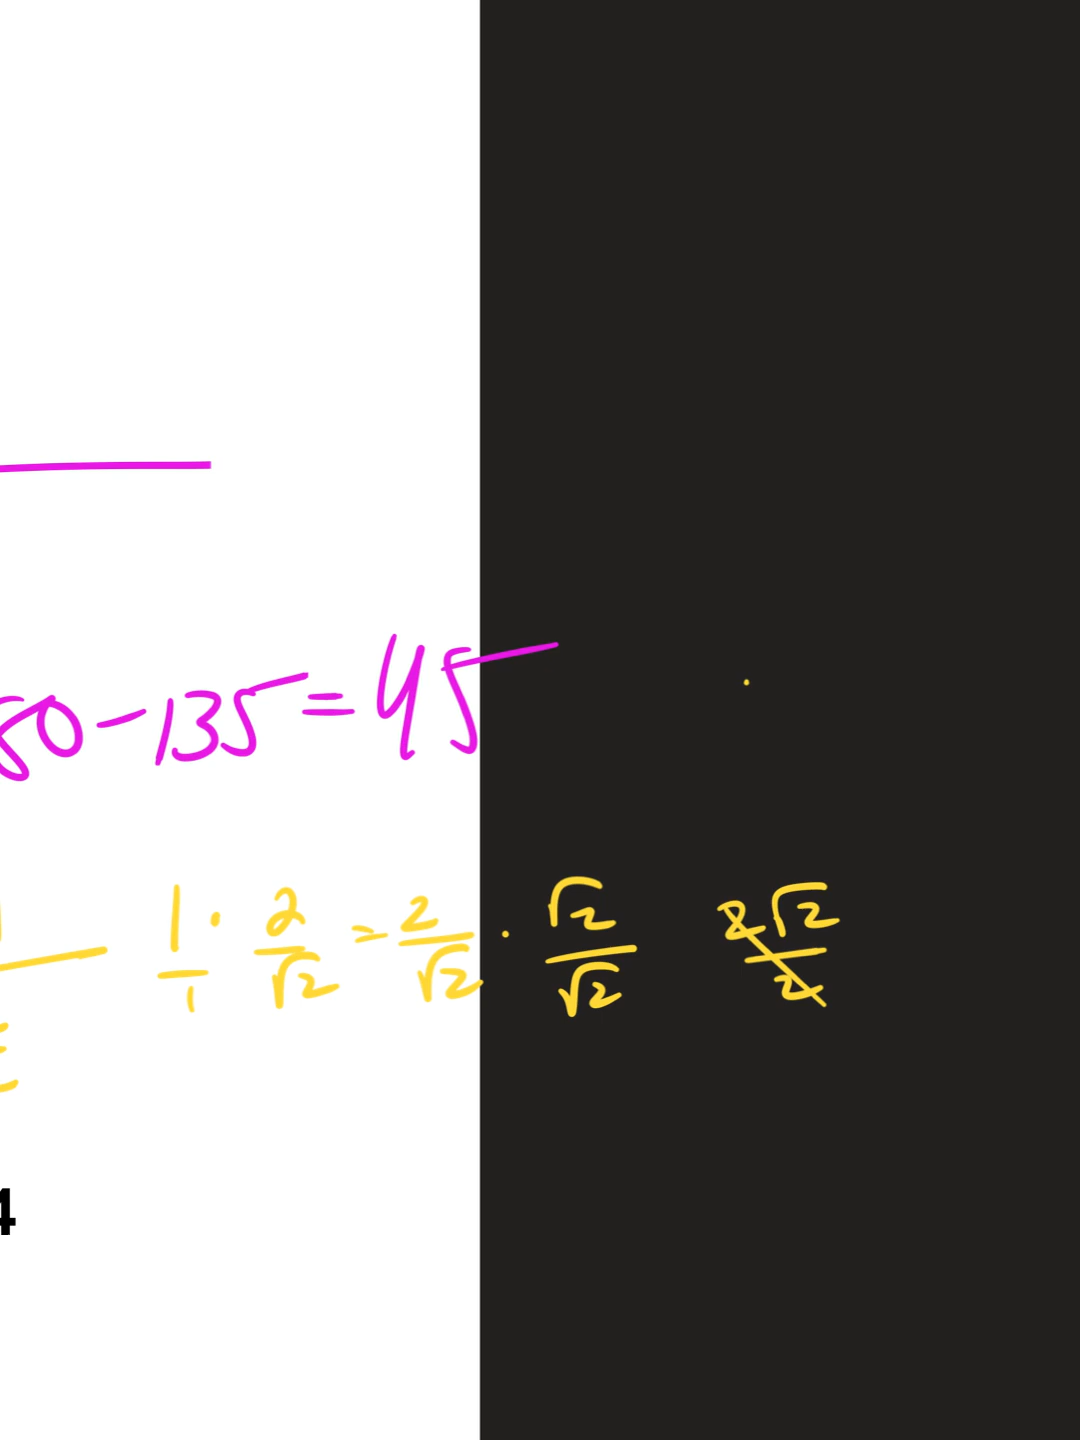 80-135=45
1/1 · 2/√2 = 2/√2 · √2/√2 2√2/2
4